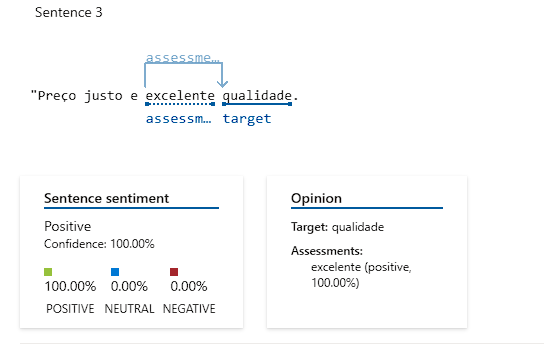 Sentence 3
assessme...
"Preço justo e excelente qualidade.
assessm... target
Sentence sentiment
Positive
Confidence: 100.00%
100.00% 0.00% 0.00%
POSITIVE NEUTRAL NEGATIVE
Opinion
Target: qualidade
Assessments:
excelente (positive,
100.00%)